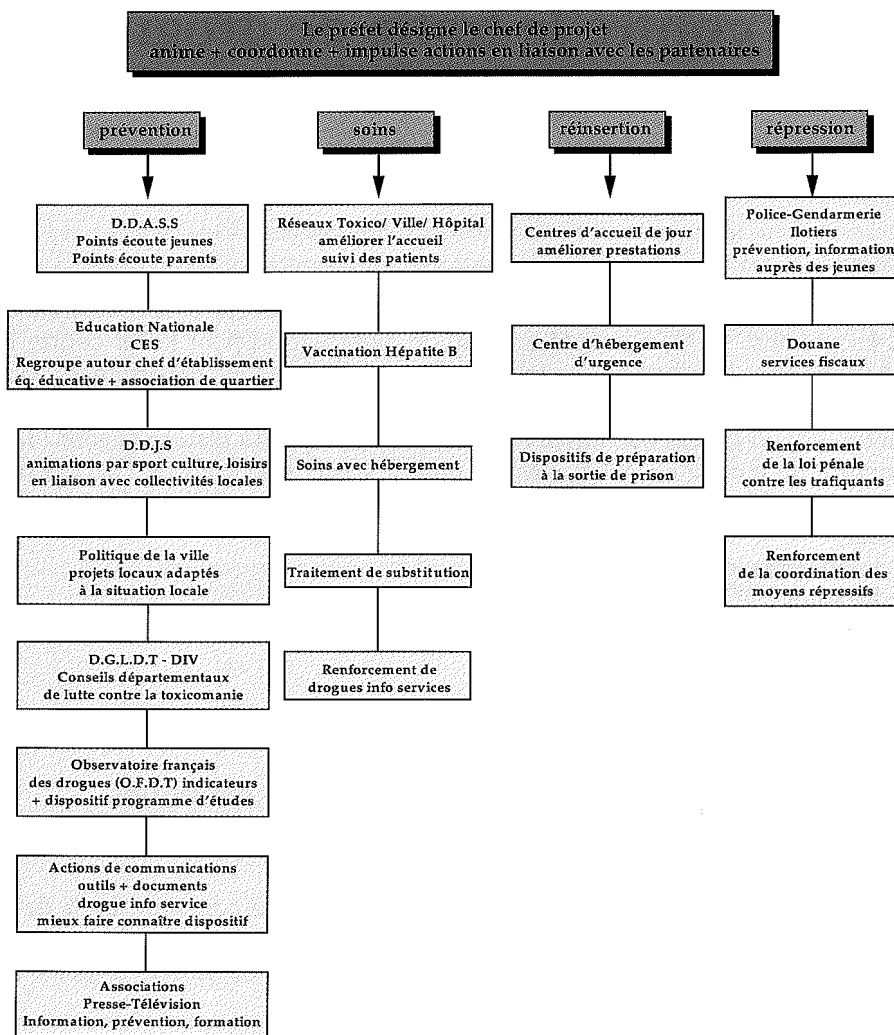 Le préfet désigne le chef de projet
anime + coordonne + impulse actions en liaison avec les partenaires
prévention
D.D.A.S.S
Points écoute jeunes
Points écoute parents
Education Nationale
CES
Regroupe autour chef d'établissement
éq. éducative + association de quartier
D.D.J.S
animations par sport culture, loisirs
en liaison avec collectivités locales
Politique de la ville
projets locaux adaptés
à la situation locale
D.G.L.D.T - DIV
Conseils départementaux
de lutte contre la toxicomanie
Observatoire français
des drogues (O.F.D.T) indicateurs
+ dispositif programme d'études
Actions de communications
outils + documents
drogue info service
mieux faire connaître dispositif
Associations
Presse-Télévision
Information, prévention, formation
soins
Réseaux Toxico/ Ville/ Hôpital
améliorer l'accueil
suivi des patients
Vaccination Hépatite B
Soins avec hébergement
Traitement de substitution
Renforcement de
drogues info services
réinsertion
Centres d'accueil de jour
améliorer prestations
Centre d'hébergement
d'urgence
Dispositifs de préparation
à la sortie de prison
répression
Police-Gendarmerie
Ilotiers
prévention, information
auprès des jeunes
Douane
services fiscaux
Renforcement
de la loi pénale
contre les trafiquants
Renforcement
de la coordination des
moyens répressifs